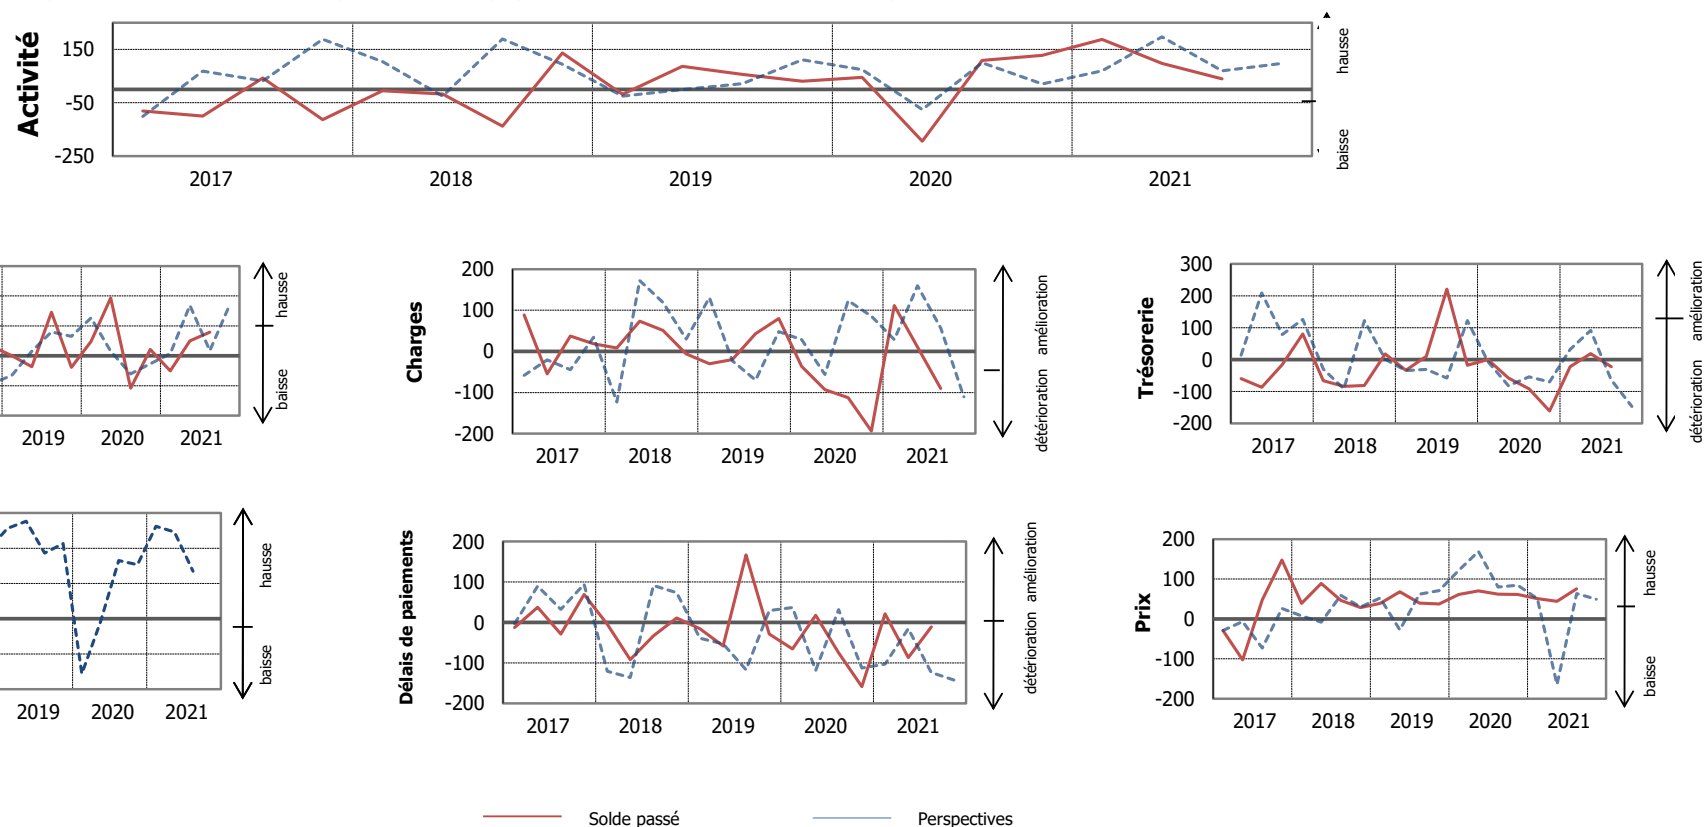 Activité
150
-50
-250
2017 2018 2019 2020 2021
hausse
baisse
2019 2020 2021
hausse
baisse
Charges
200
100
0
-100
-200
2017 2018 2019 2020 2021
détérioration amélioration
Trésorerie
300
200
100
0
-100
-200
2017 2018 2019 2020 2021
détérioration amélioration
2019 2020 2021
hausse
baisse
Délais de paiements
200
100
0
-100
-200
2017 2018 2019 2020 2021
détérioration amélioration
Prix
200
100
0
-100
-200
2017 2018 2019 2020 2021
hausse
baisse
Solde passé Perspectives